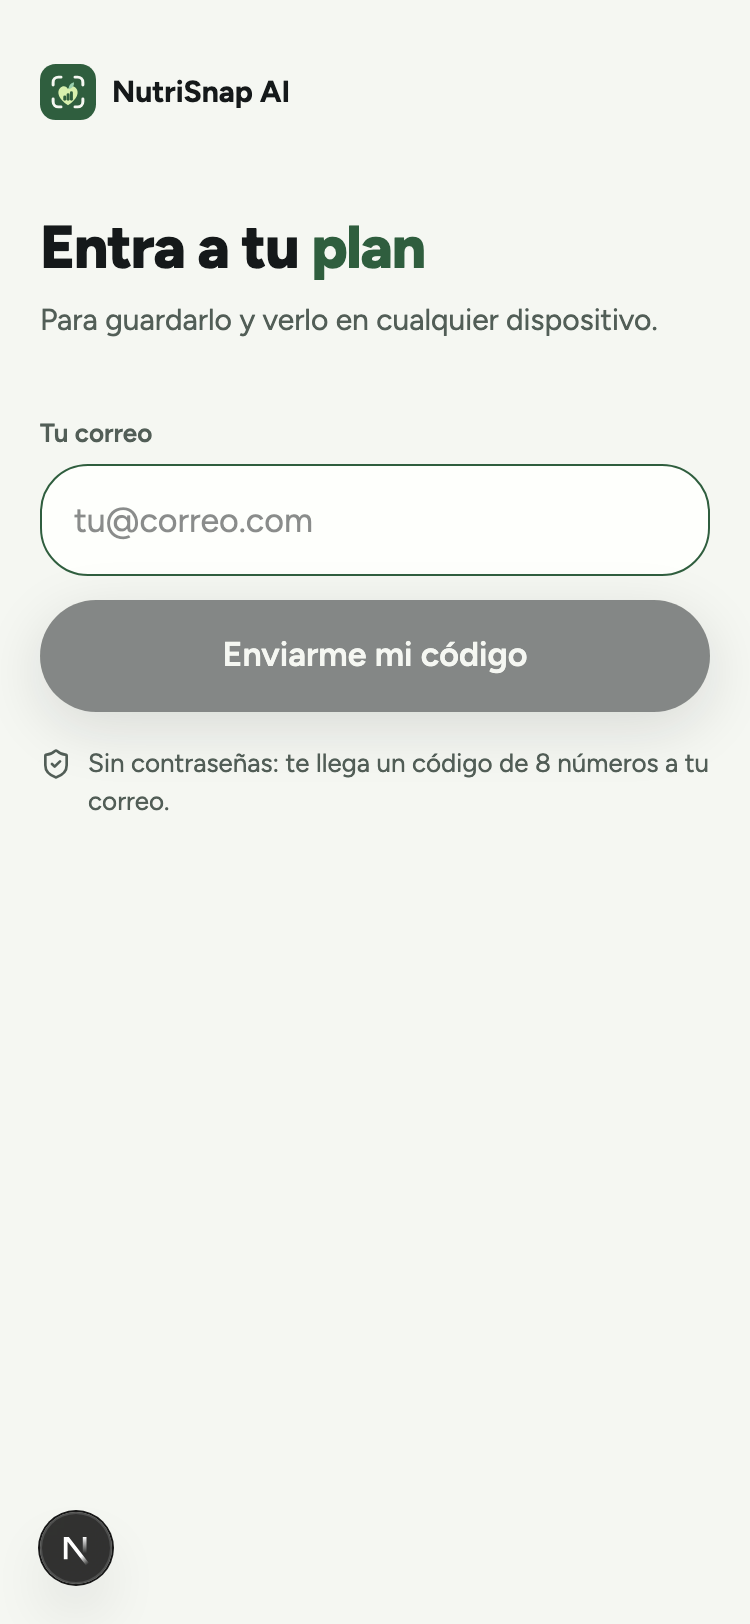 NutriSnap AI
Entra a tu plan
Para guardarlo y verlo en cualquier dispositivo.
Tu correo
tu@correo.com
Enviarme mi código
Sin contraseñas: te llega un código de 8 números a tu
correo.
N